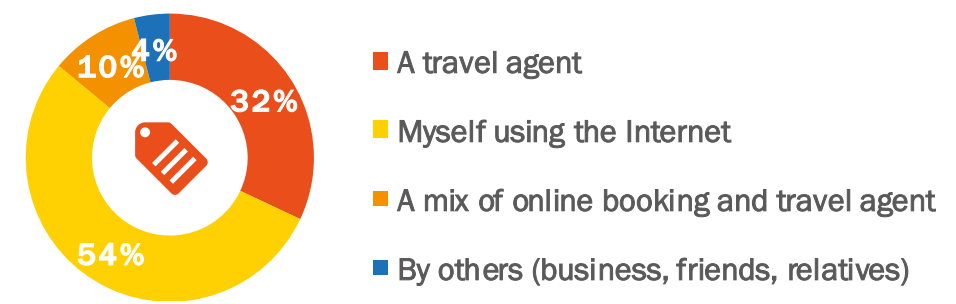 4%
10%
32%
54%
A travel agent
Myself using the Internet
A mix of online booking and travel agent
By others (business, friends, relatives)